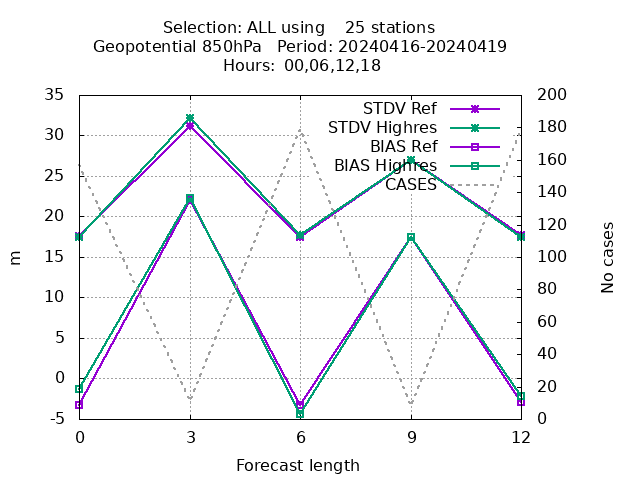 Selection: ALL using    25 stations
Geopotential 850hPa   Period: 20240416-20240419
Hours: 00,06,12,18
STDV Ref
STDV Highres
BIAS Ref
BIAS Highres
CASES
35
30
25
20
15
10
5
0
-5
m
200
180
160
140
120
100
80
60
40
20
0
No cases
0 3 6 9 12
Forecast length